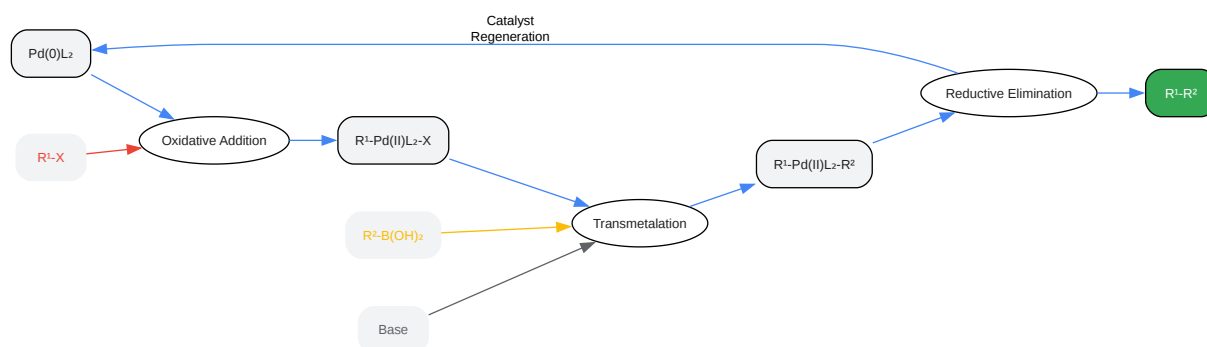 Catalyst
Regeneration
Pd(0)L₂
R¹-X
Oxidative Addition
R¹-Pd(II)L₂-X
R²-B(OH)₂
Base
Transmetalation
R¹-Pd(II)L₂-R²
Reductive Elimination
R¹-R²